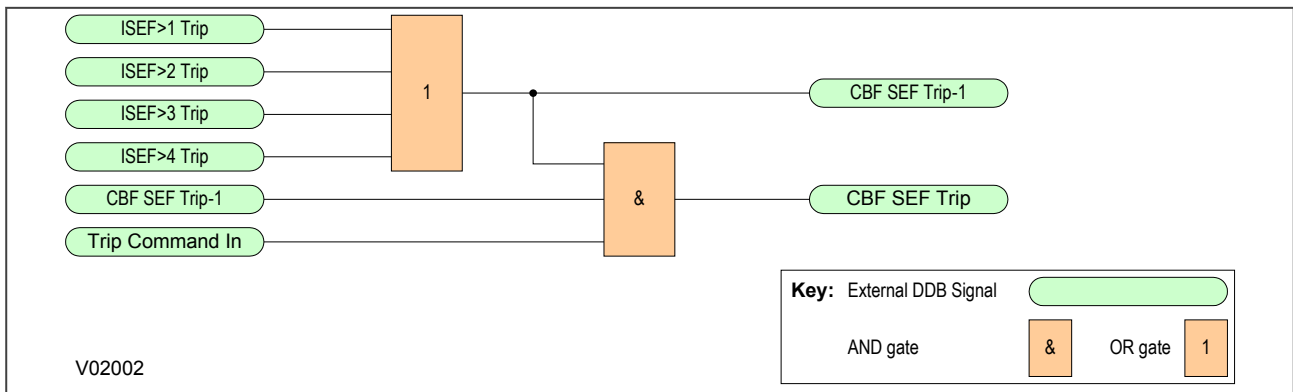 ISEF>1 Trip
ISEF>2 Trip
ISEF>3 Trip
ISEF>4 Trip
CBF SEF Trip-1
Trip Command In
1
&
CBF SEF Trip-1
CBF SEF Trip
Key: External DDB Signal
AND gate & OR gate 1
V02002